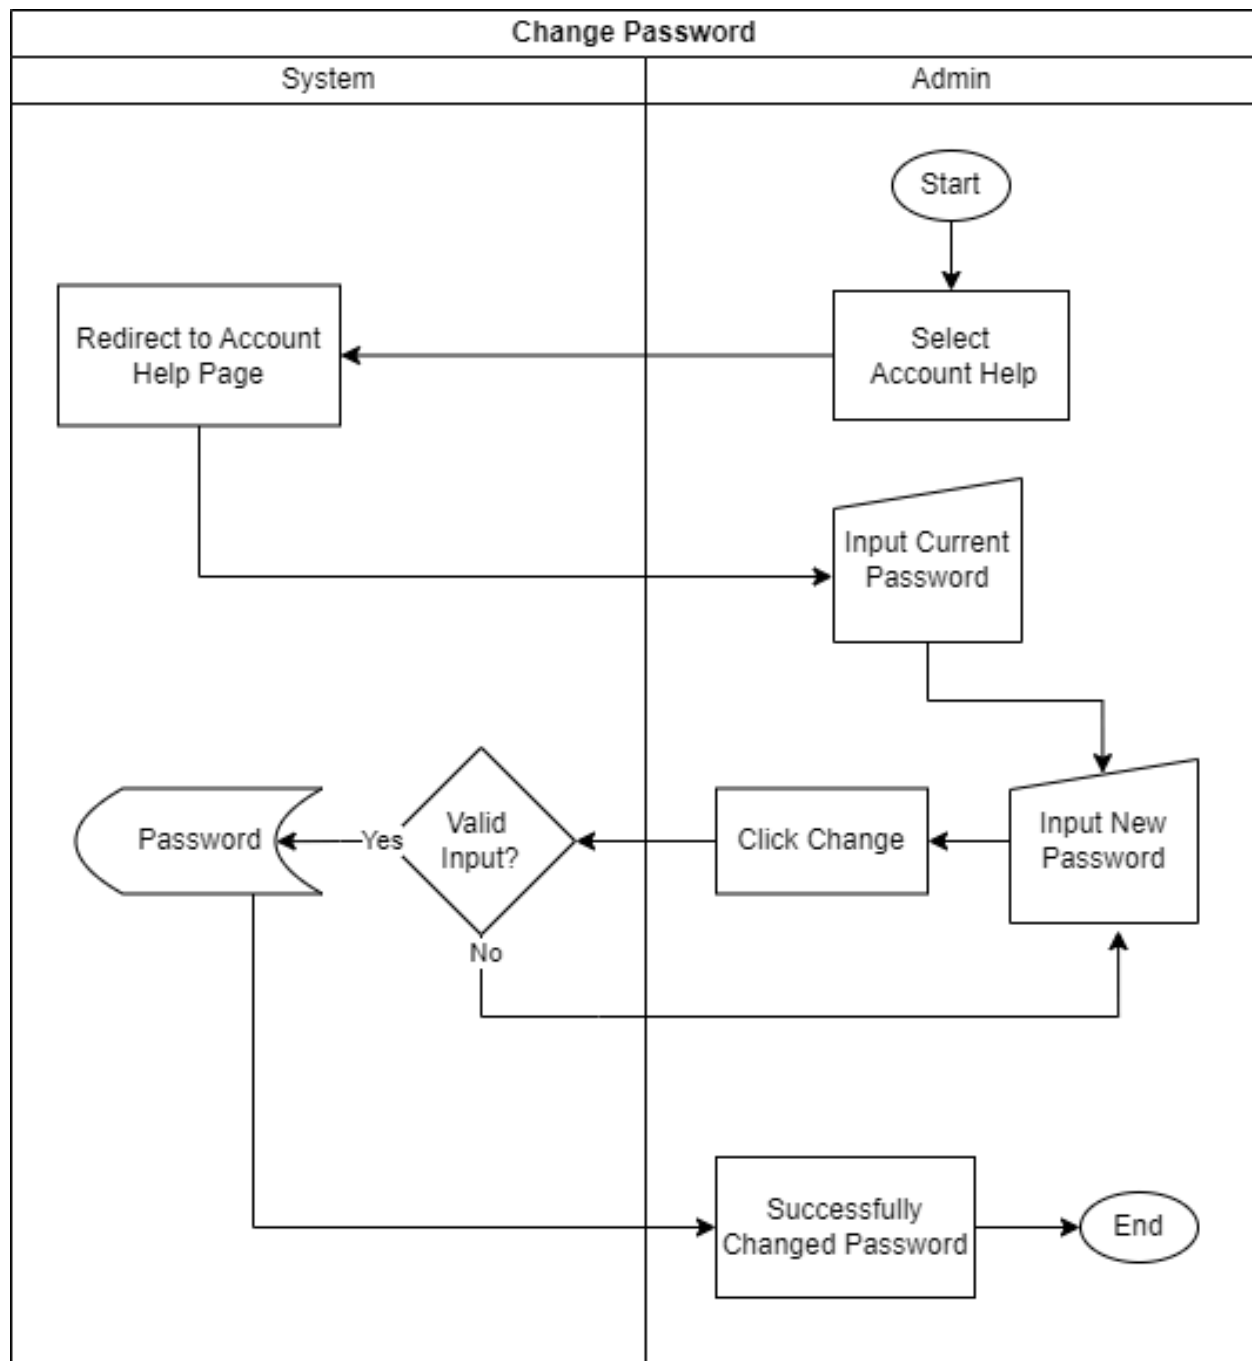 Change Password
System
Admin
Start
Redirect to Account
Help Page
Select
Account Help
Input Current
Password
Password
Yes
Valid
Input?
Click Change
Input New
Password
No
Successfully
Changed Password
End